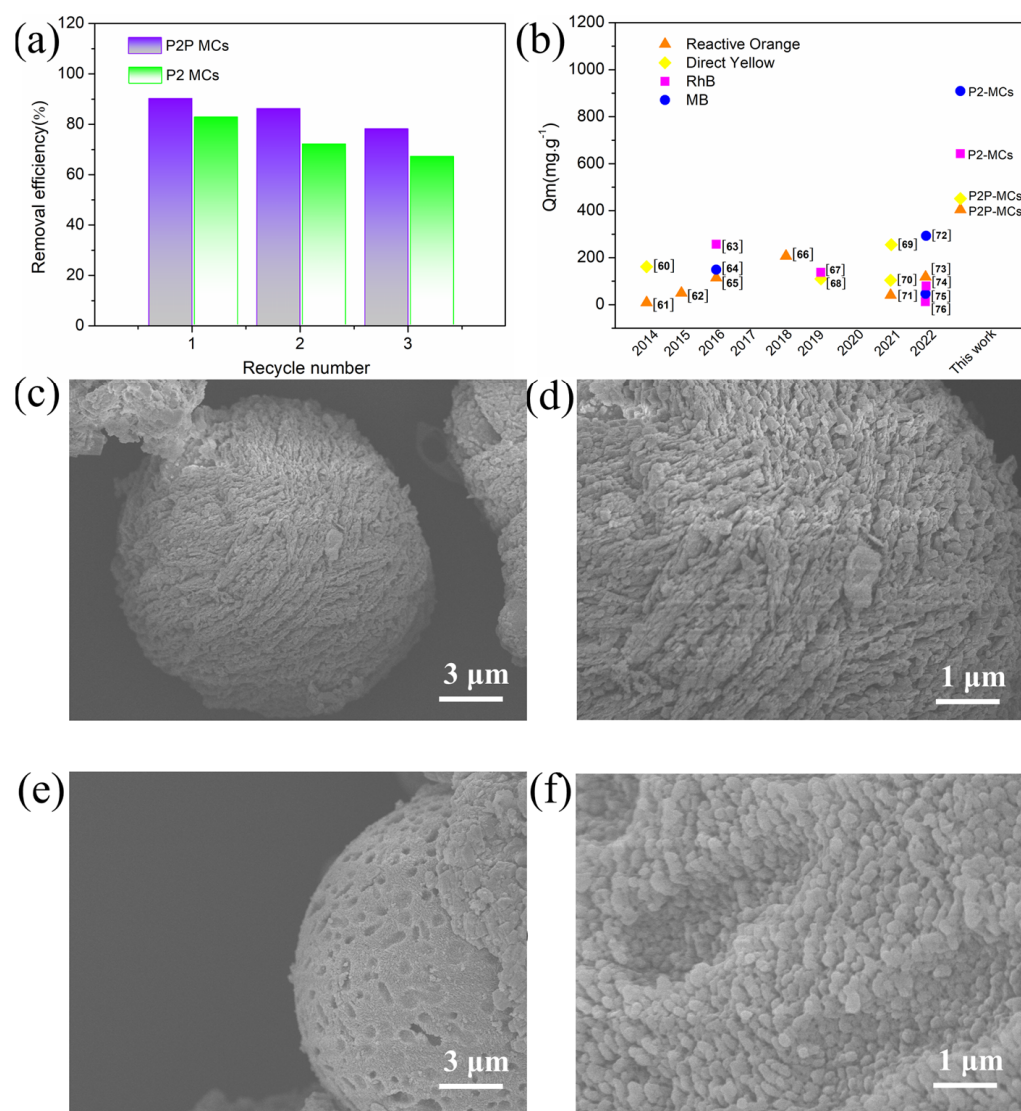 (a)
120
100
80
60
40
20
0
Removal efficiency(%)
P2P MCs
P2 MCs
1 2 3
Recycle number
(b)
1200
1000
800
600
400
200
0
Qm(mg.g⁻¹)
Reactive Orange
Direct Yellow
RhB
MB
P2-MCs
P2-MCs
P2P-MCs
P2P-MCs
[60]
[61]
[62]
[63]
[64]
[65]
[66]
[67]
[68]
[69]
[70]
[71]
[72]
[73]
[74]
[75]
[76]
2014 2015 2016 2017 2018 2019 2020 2021 2022 This work
(c)
3 μm
(d)
1 μm
(e)
3 μm
(f)
1 μm